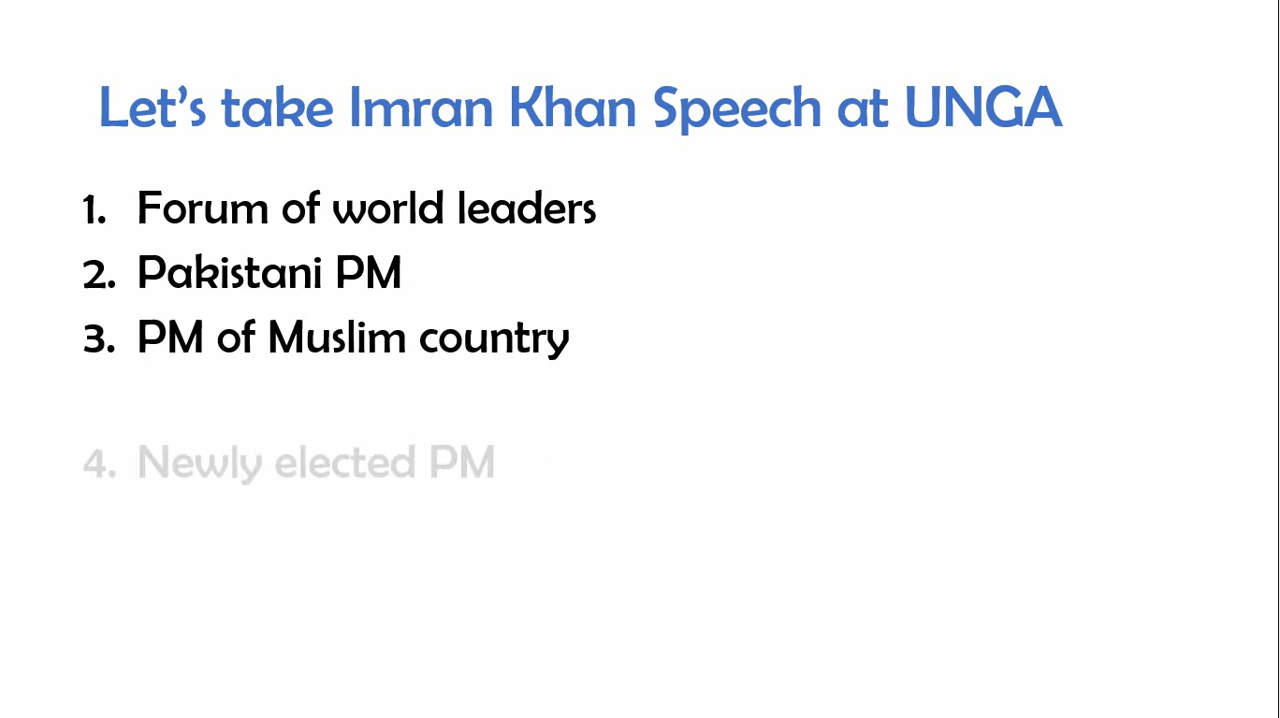 Let's take Imran Khan Speech at UNGA
1. Forum of world leaders
2. Pakistani PM
3. PM of Muslim country
4. Newly elected PM